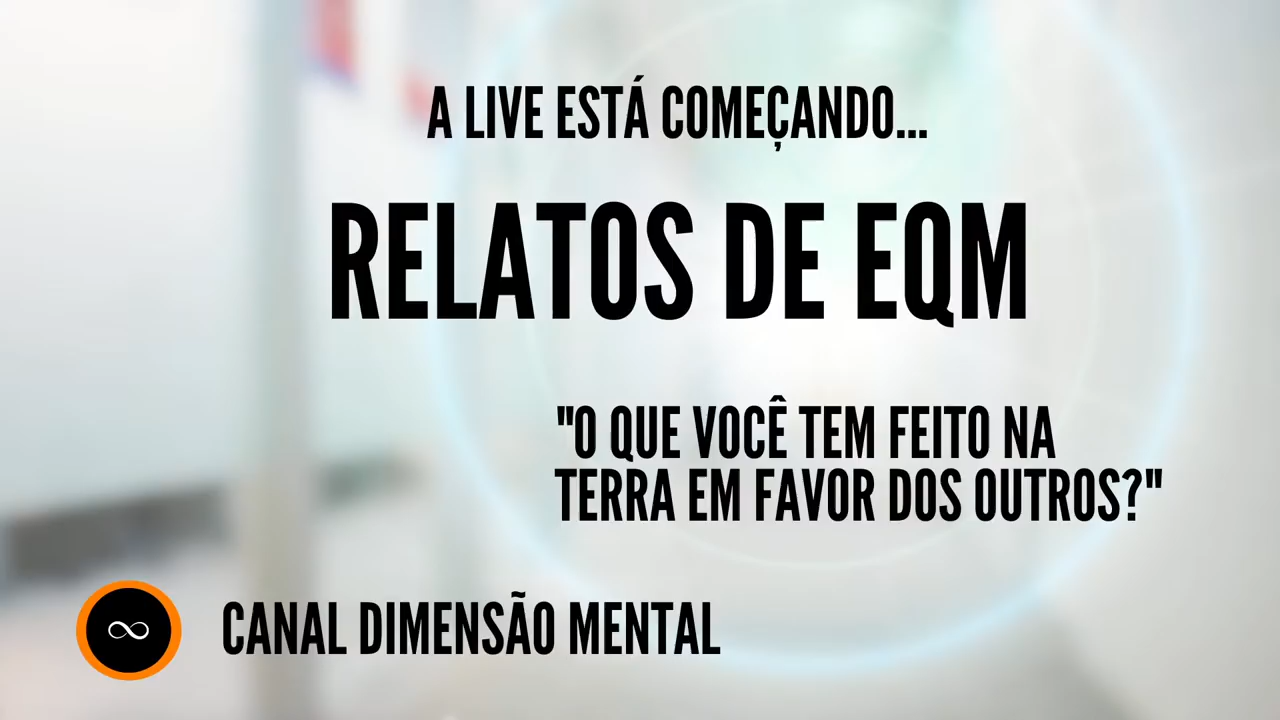 A LIVE ESTÁ COMEÇANDO...
RELATOS DE EQM
"O QUE VOCÊ TEM FEITO NA
TERRA EM FAVOR DOS OUTROS?"
CANAL DIMENSÃO MENTAL